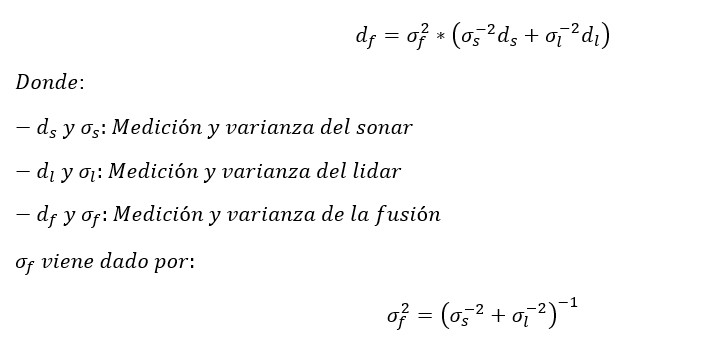 d_f = σ_f^2 * (σ_s^{-2} d_s + σ_l^{-2} d_l)
Donde:
− d_s y σ_s: Medición y varianza del sonar
− d_l y σ_l: Medición y varianza del lidar
− d_f y σ_f: Medición y varianza de la fusión
σ_f viene dado por:
σ_f^2 = (σ_s^{-2} + σ_l^{-2})^{-1}